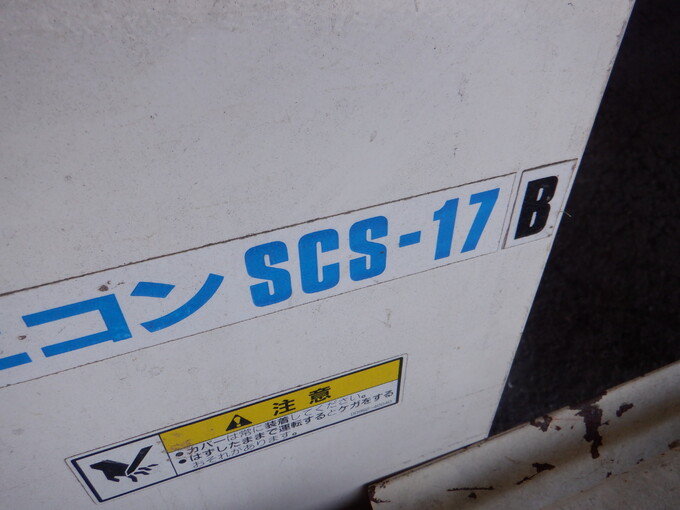 ニコン SCS-17 B
注意
•カバーは常に装着してください。
•はずしたままで運転するとケガをする
おそれがあります。